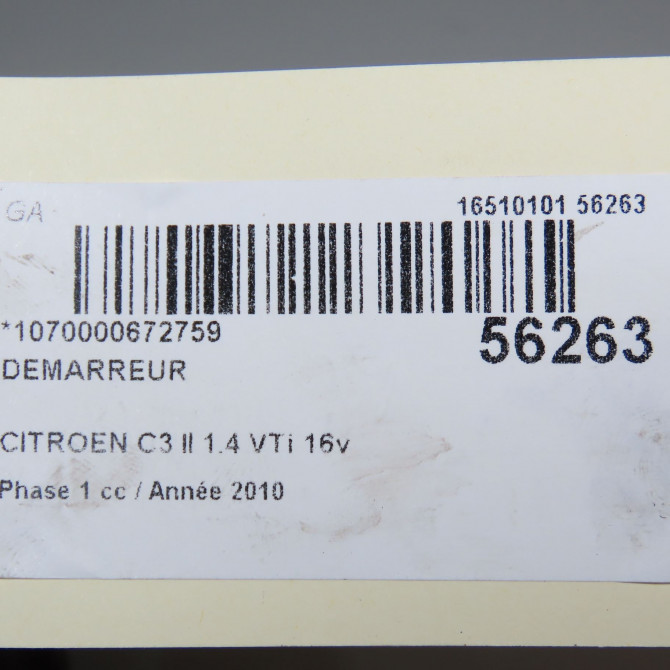 GA
16510101 56263
*1070000672759
56263
DEMARREUR
CITROEN C3 II 1.4 VTi 16v
Phase 1 cc / Année 2010